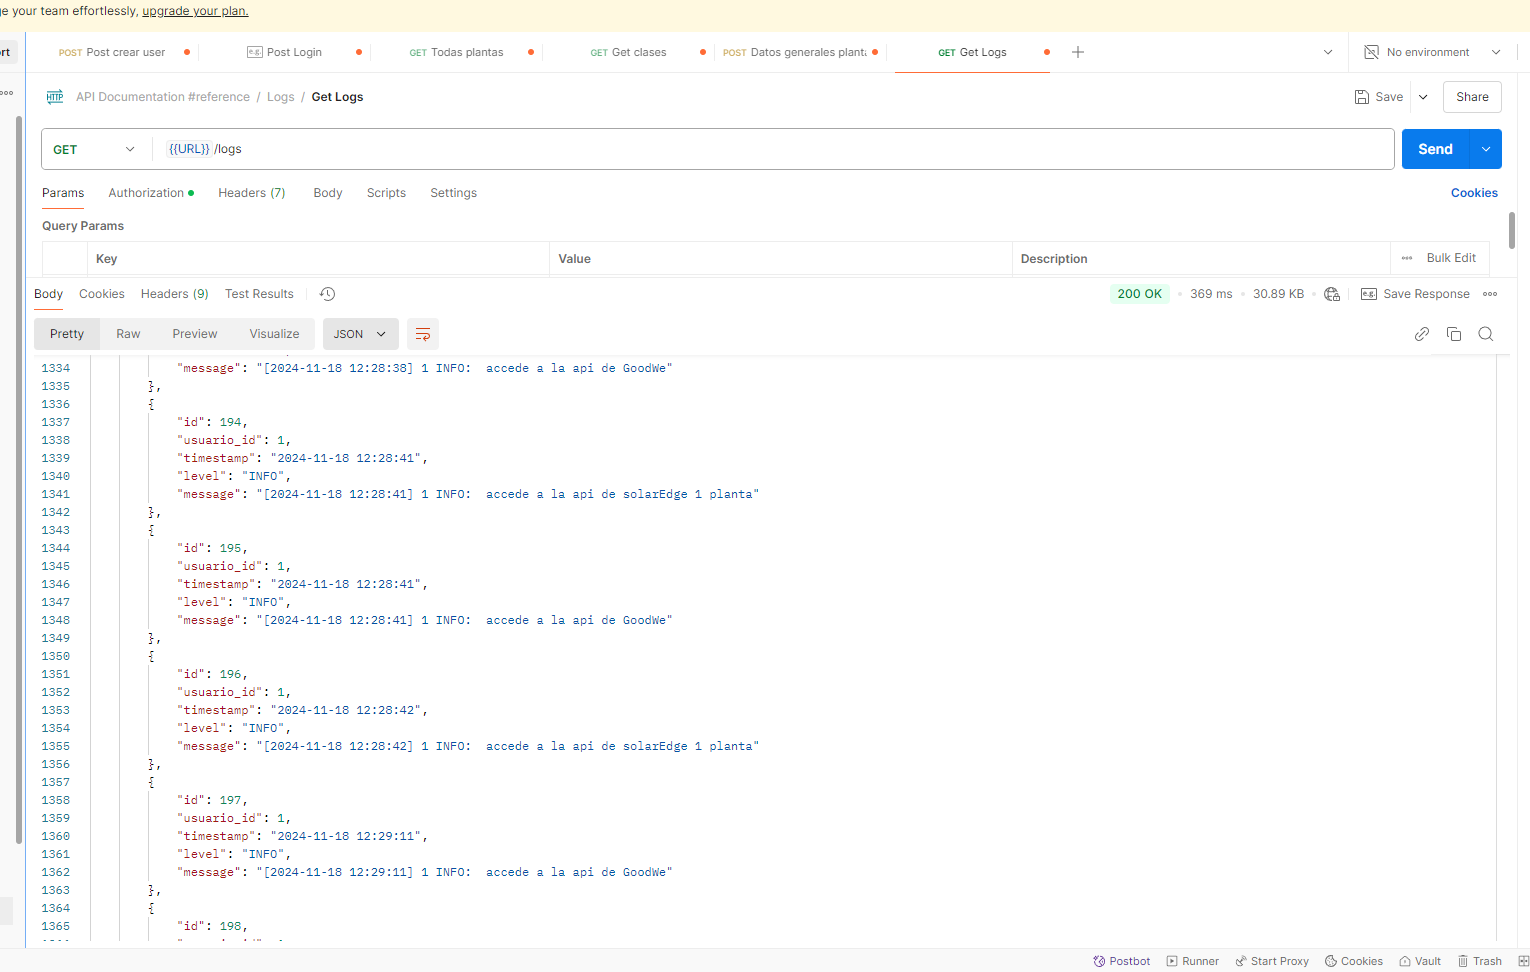 ge your team effortlessly, upgrade your plan.
rt
POST Post crear user
e.g. Post Login
GET Todas plantas
GET Get clases
POST Datos generales planta
GET Get Logs
No environment
HTTP API Documentation #reference / Logs / Get Logs
Save
Share
GET
{{URL}} /logs
Send
Params Authorization Headers (7) Body Scripts Settings
Cookies
Query Params
Key Value Description Bulk Edit
Body Cookies Headers (9) Test Results
200 OK 369 ms 30.89 KB e.g. Save Response
Pretty Raw Preview Visualize JSON
1334 "message": "[2024-11-18 12:28:38] 1 INFO:  accede a la api de GoodWe"
1335 },
1336 {
1337 "id": 194,
1338 "usuario_id": 1,
1339 "timestamp": "2024-11-18 12:28:41",
1340 "level": "INFO",
1341 "message": "[2024-11-18 12:28:41] 1 INFO:  accede a la api de solarEdge 1 planta"
1342 },
1343 {
1344 "id": 195,
1345 "usuario_id": 1,
1346 "timestamp": "2024-11-18 12:28:41",
1347 "level": "INFO",
1348 "message": "[2024-11-18 12:28:41] 1 INFO:  accede a la api de GoodWe"
1349 },
1350 {
1351 "id": 196,
1352 "usuario_id": 1,
1353 "timestamp": "2024-11-18 12:28:42",
1354 "level": "INFO",
1355 "message": "[2024-11-18 12:28:42] 1 INFO:  accede a la api de solarEdge 1 planta"
1356 },
1357 {
1358 "id": 197,
1359 "usuario_id": 1,
1360 "timestamp": "2024-11-18 12:29:11",
1361 "level": "INFO",
1362 "message": "[2024-11-18 12:29:11] 1 INFO:  accede a la api de GoodWe"
1363 },
1364 {
1365 "id": 198,
Postbot Runner Start Proxy Cookies Vault Trash